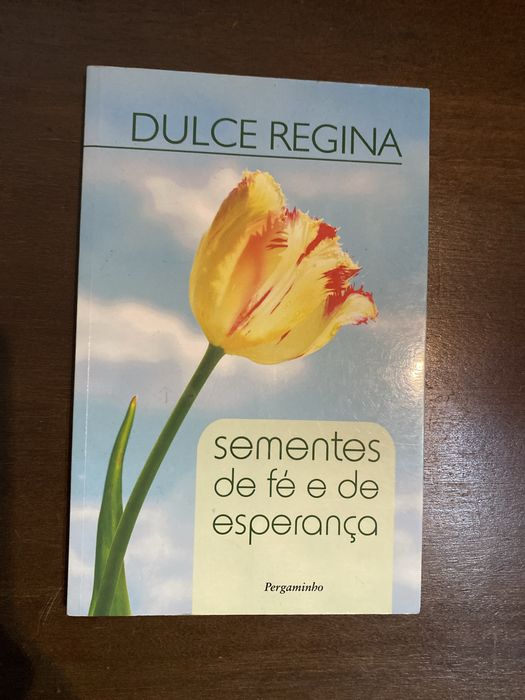 DULCE REGINA
sementes
de fé e de
esperança
Pergaminho